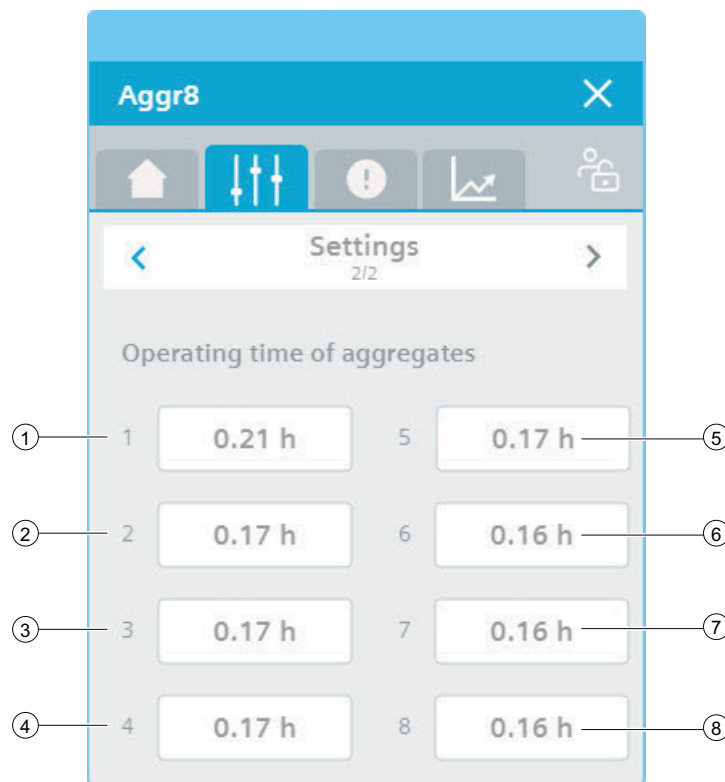 Aggr8
Settings
2/2
Operating time of aggregates
① 1 0.21 h 5 0.17 h ⑤
② 2 0.17 h 6 0.16 h ⑥
③ 3 0.17 h 7 0.16 h ⑦
④ 4 0.17 h 8 0.16 h ⑧